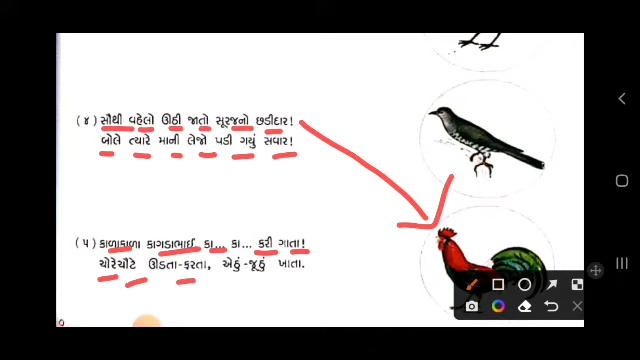 (૪) સૌથી વહેલો ઊઠી જાતો સૂરજનો છડીદાર!
બોલે ત્યારે માની લેજો પડી ગયું સવાર!
(૫) કાળાકાળા કાગડાભાઈ કા... કા... કરી ગાતા!
ચોરેચૌટે ઊડતા-ફરતા, એઠું-જૂઠું ખાતા.